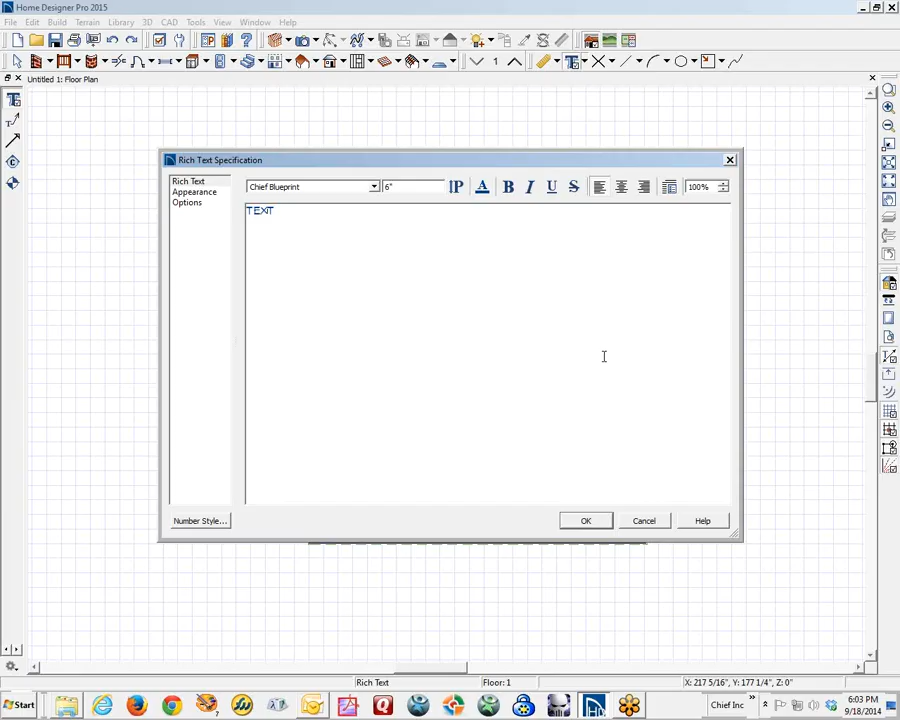 Home Designer Pro 2015
File Edit Build Terrain Library 3D CAD Tools View Window Help
1
Untitled 1: Floor Plan
Rich Text Specification
Rich Text
Appearance
Options
Chief Blueprint
6"
100%
TEXT
Number Style...
OK
Cancel
Help
Rich Text
Floor: 1
X: 217 5/16", Y: 177 1/4", Z: 0"
Start
Chief Inc
6:03 PM
9/18/2014